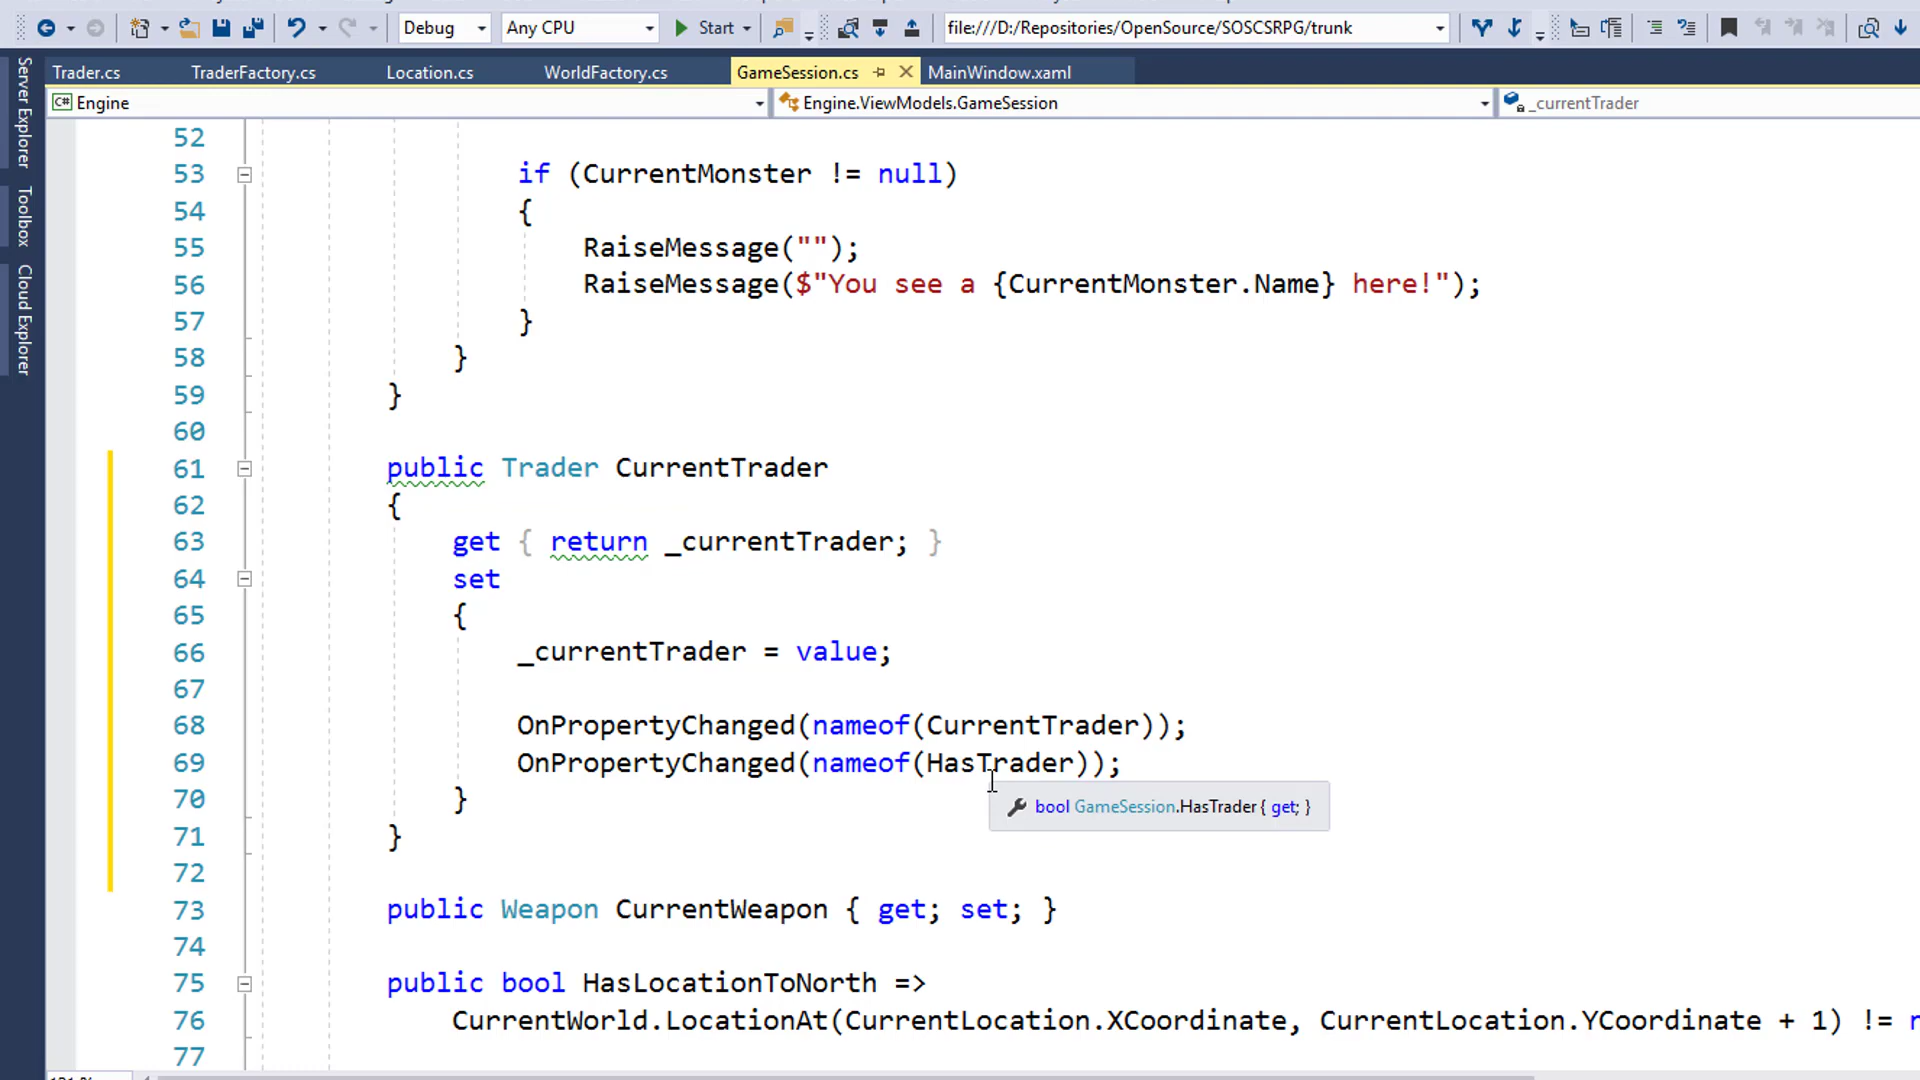 Debug Any CPU Start file:///D:/Repositories/OpenSource/SOSCSRPG/trunk
Trader.cs TraderFactory.cs Location.cs WorldFactory.cs GameSession.cs MainWindow.xaml
C# Engine Engine.ViewModels.GameSession _currentTrader
Server Explorer
Toolbox
Cloud Explorer
52
53 if (CurrentMonster != null)
54 {
55 RaiseMessage("");
56 RaiseMessage($"You see a {CurrentMonster.Name} here!");
57 }
58 }
59 }
60
61 public Trader CurrentTrader
62 {
63 get { return _currentTrader; }
64 set
65 {
66 _currentTrader = value;
67
68 OnPropertyChanged(nameof(CurrentTrader));
69 OnPropertyChanged(nameof(HasTrader));
70 }
bool GameSession.HasTrader { get; }
71 }
72
73 public Weapon CurrentWeapon { get; set; }
74
75 public bool HasLocationToNorth =>
76 CurrentWorld.LocationAt(CurrentLocation.XCoordinate, CurrentLocation.YCoordinate + 1) !=
77